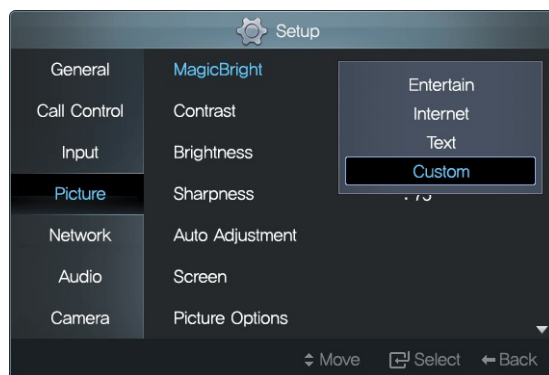 Setup
General
Call Control
Input
Picture
Network
Audio
Camera
MagicBright
Contrast
Brightness
Sharpness
Auto Adjustment
Screen
Picture Options
Entertain
Internet
Text
Custom
Move Select Back